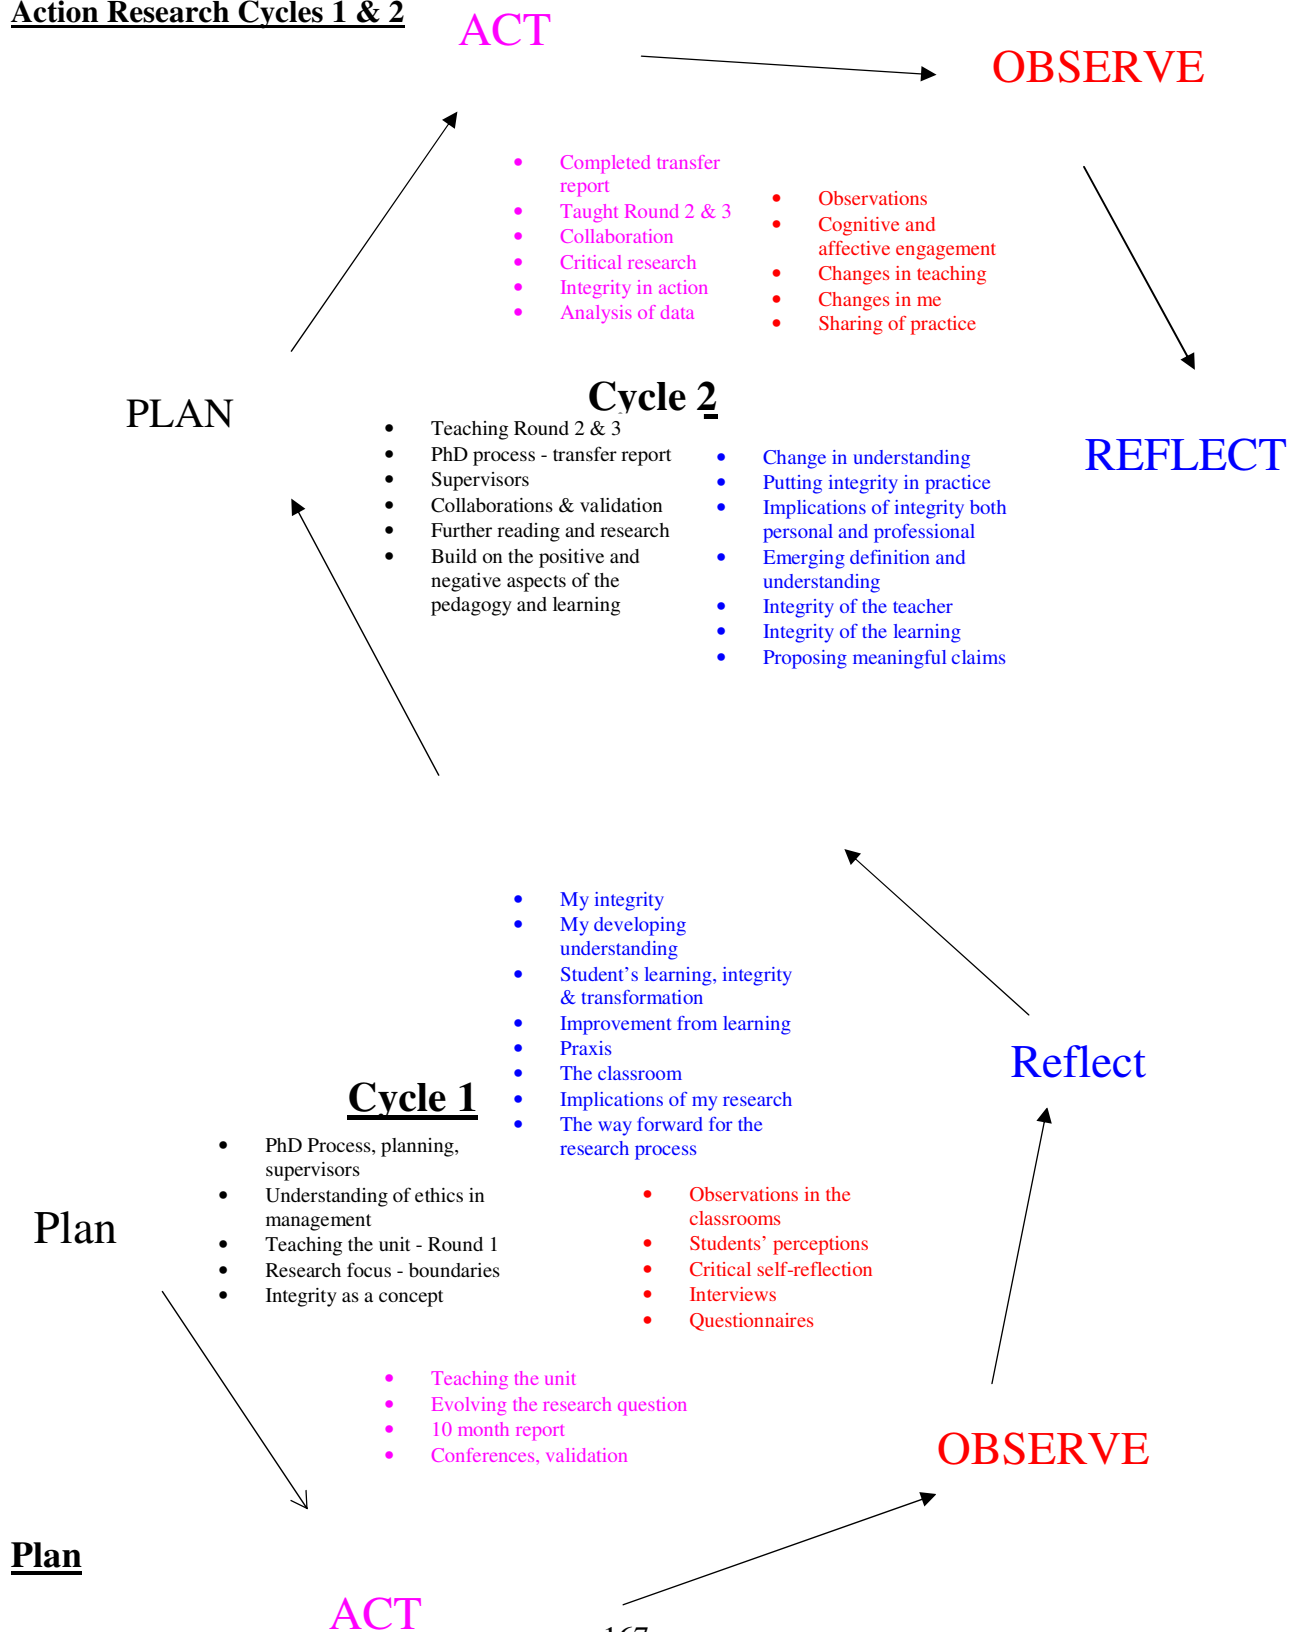 Action Research Cycles 1 & 2
ACT
OBSERVE
• Completed transfer
report
• Taught Round 2 & 3
• Collaboration
• Critical research
• Integrity in action
• Analysis of data
• Observations
• Cognitive and
affective engagement
• Changes in teaching
• Changes in me
• Sharing of practice
Cycle 2
PLAN
• Teaching Round 2 & 3
• PhD process - transfer report
• Supervisors
• Collaborations & validation
• Further reading and research
• Build on the positive and
negative aspects of the
pedagogy and learning
REFLECT
• Change in understanding
• Putting integrity in practice
• Implications of integrity both
personal and professional
• Emerging definition and
understanding
• Integrity of the teacher
• Integrity of the learning
• Proposing meaningful claims
• My integrity
• My developing
understanding
• Student’s learning, integrity
& transformation
• Improvement from learning
• Praxis
• The classroom
• Implications of my research
• The way forward for the
research process
Reflect
Cycle 1
• PhD Process, planning,
supervisors
• Understanding of ethics in
management
• Teaching the unit - Round 1
• Research focus - boundaries
• Integrity as a concept
Plan
• Observations in the
classrooms
• Students’ perceptions
• Critical self-reflection
• Interviews
• Questionnaires
• Teaching the unit
• Evolving the research question
• 10 month report
• Conferences, validation
OBSERVE
Plan
ACT
167